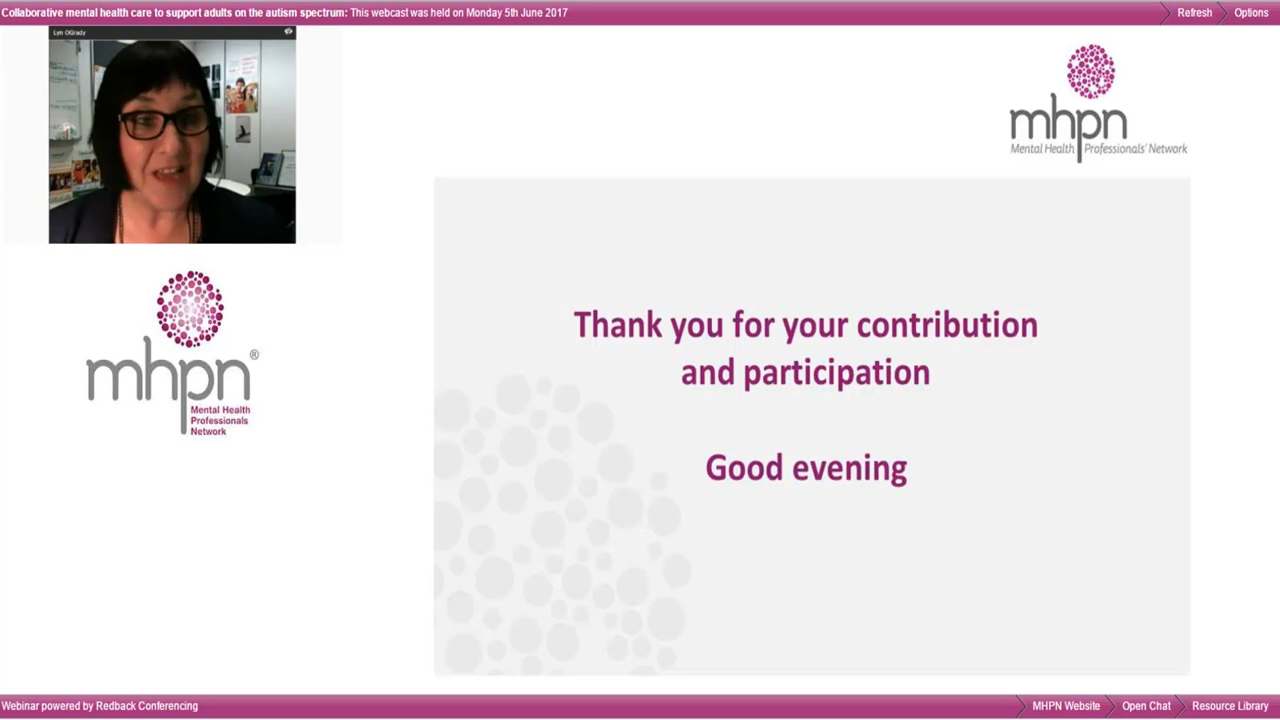 Collaborative mental health care to support adults on the autism spectrum: This webcast was held on Monday 5th June 2017
Refresh
Options
Lyn OGrady
mhpn
Mental Health Professionals' Network
mhpn®
Mental Health
Professionals
Network
Thank you for your contribution
and participation
Good evening
Webinar powered by Redback Conferencing
MHPN Website
Open Chat
Resource Library